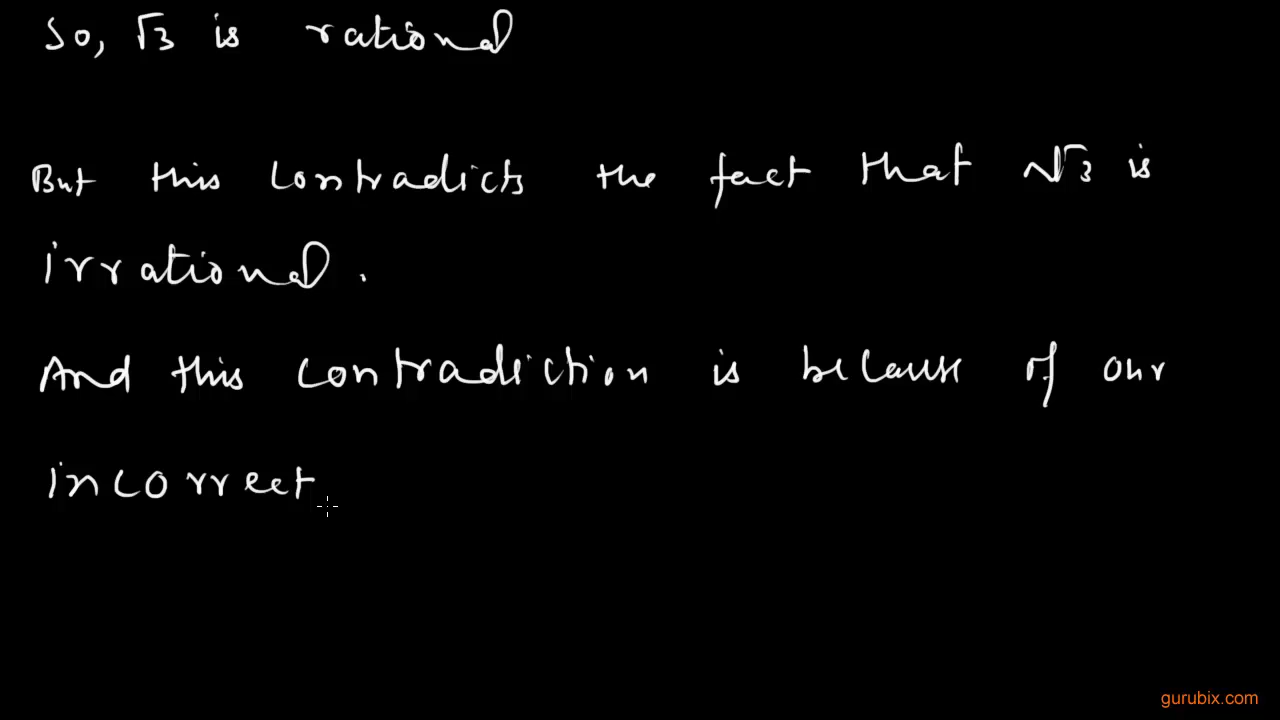 So, √3 is rational
But this contradicts the fact that √3 is
irrational.
And this contradiction is because of our
incorrect
gurubix.com